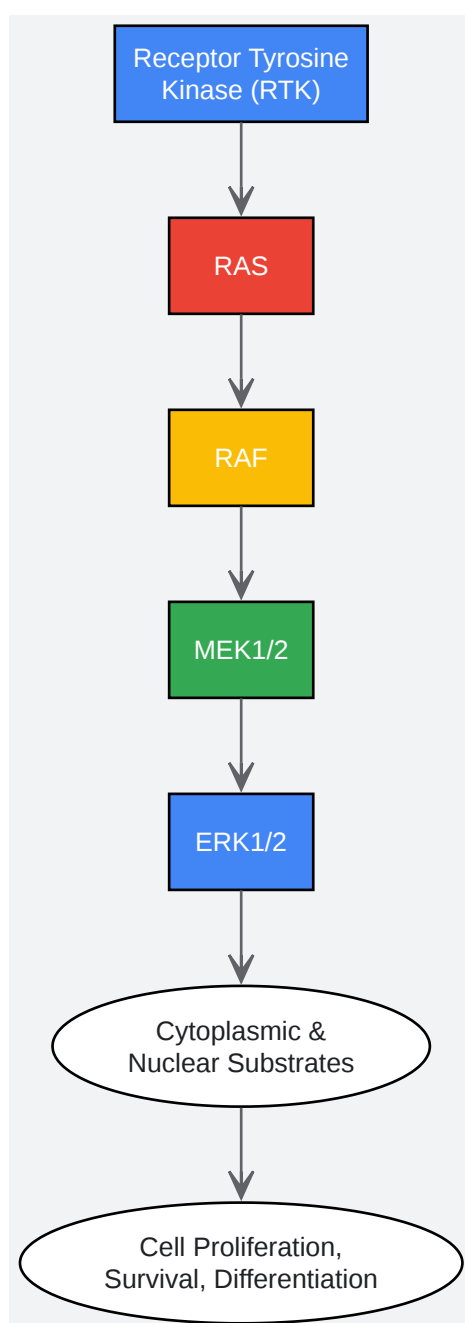 Receptor Tyrosine
Kinase (RTK)
RAS
RAF
MEK1/2
ERK1/2
Cytoplasmic &
Nuclear Substrates
Cell Proliferation,
Survival, Differentiation